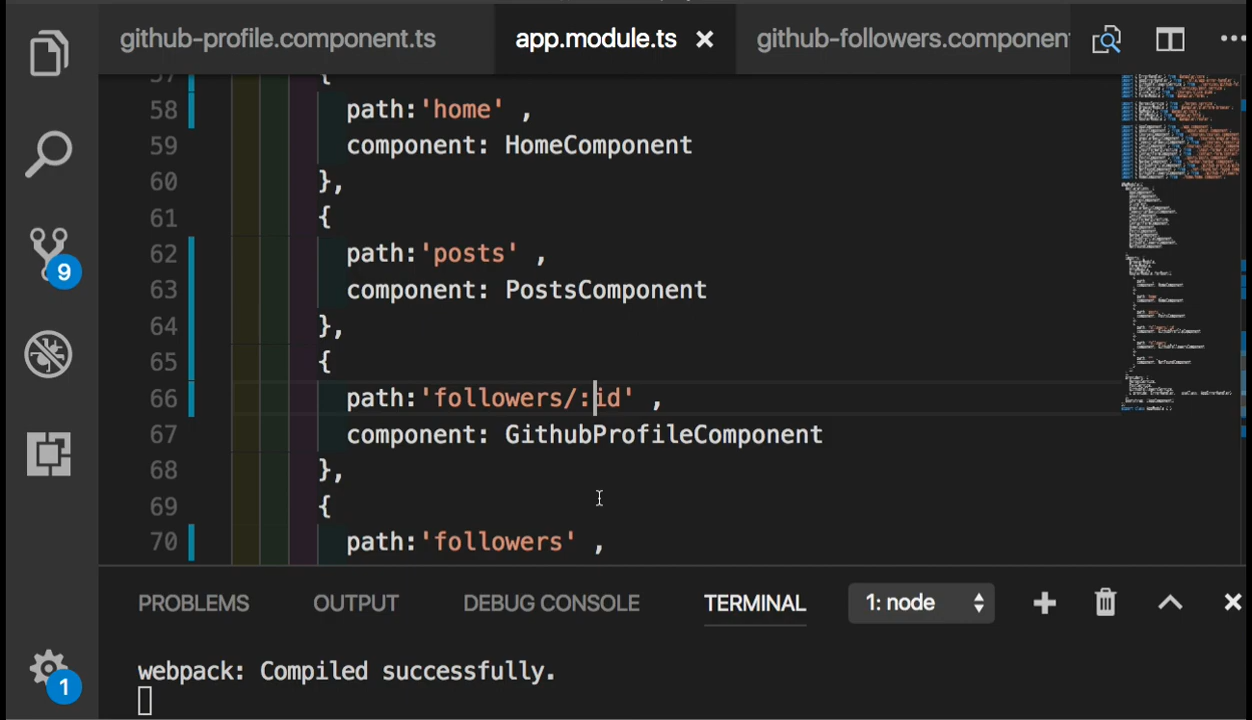 github-profile.component.ts
app.module.ts
github-followers.componen
57 {
58 path:'home' ,
59 component: HomeComponent
60 },
61 {
62 path:'posts' ,
63 component: PostsComponent
64 },
65 {
66 path:'followers/:id' ,
67 component: GithubProfileComponent
68 },
69 {
70 path:'followers' ,
9
1
PROBLEMS OUTPUT DEBUG CONSOLE TERMINAL 1: node
webpack: Compiled successfully.